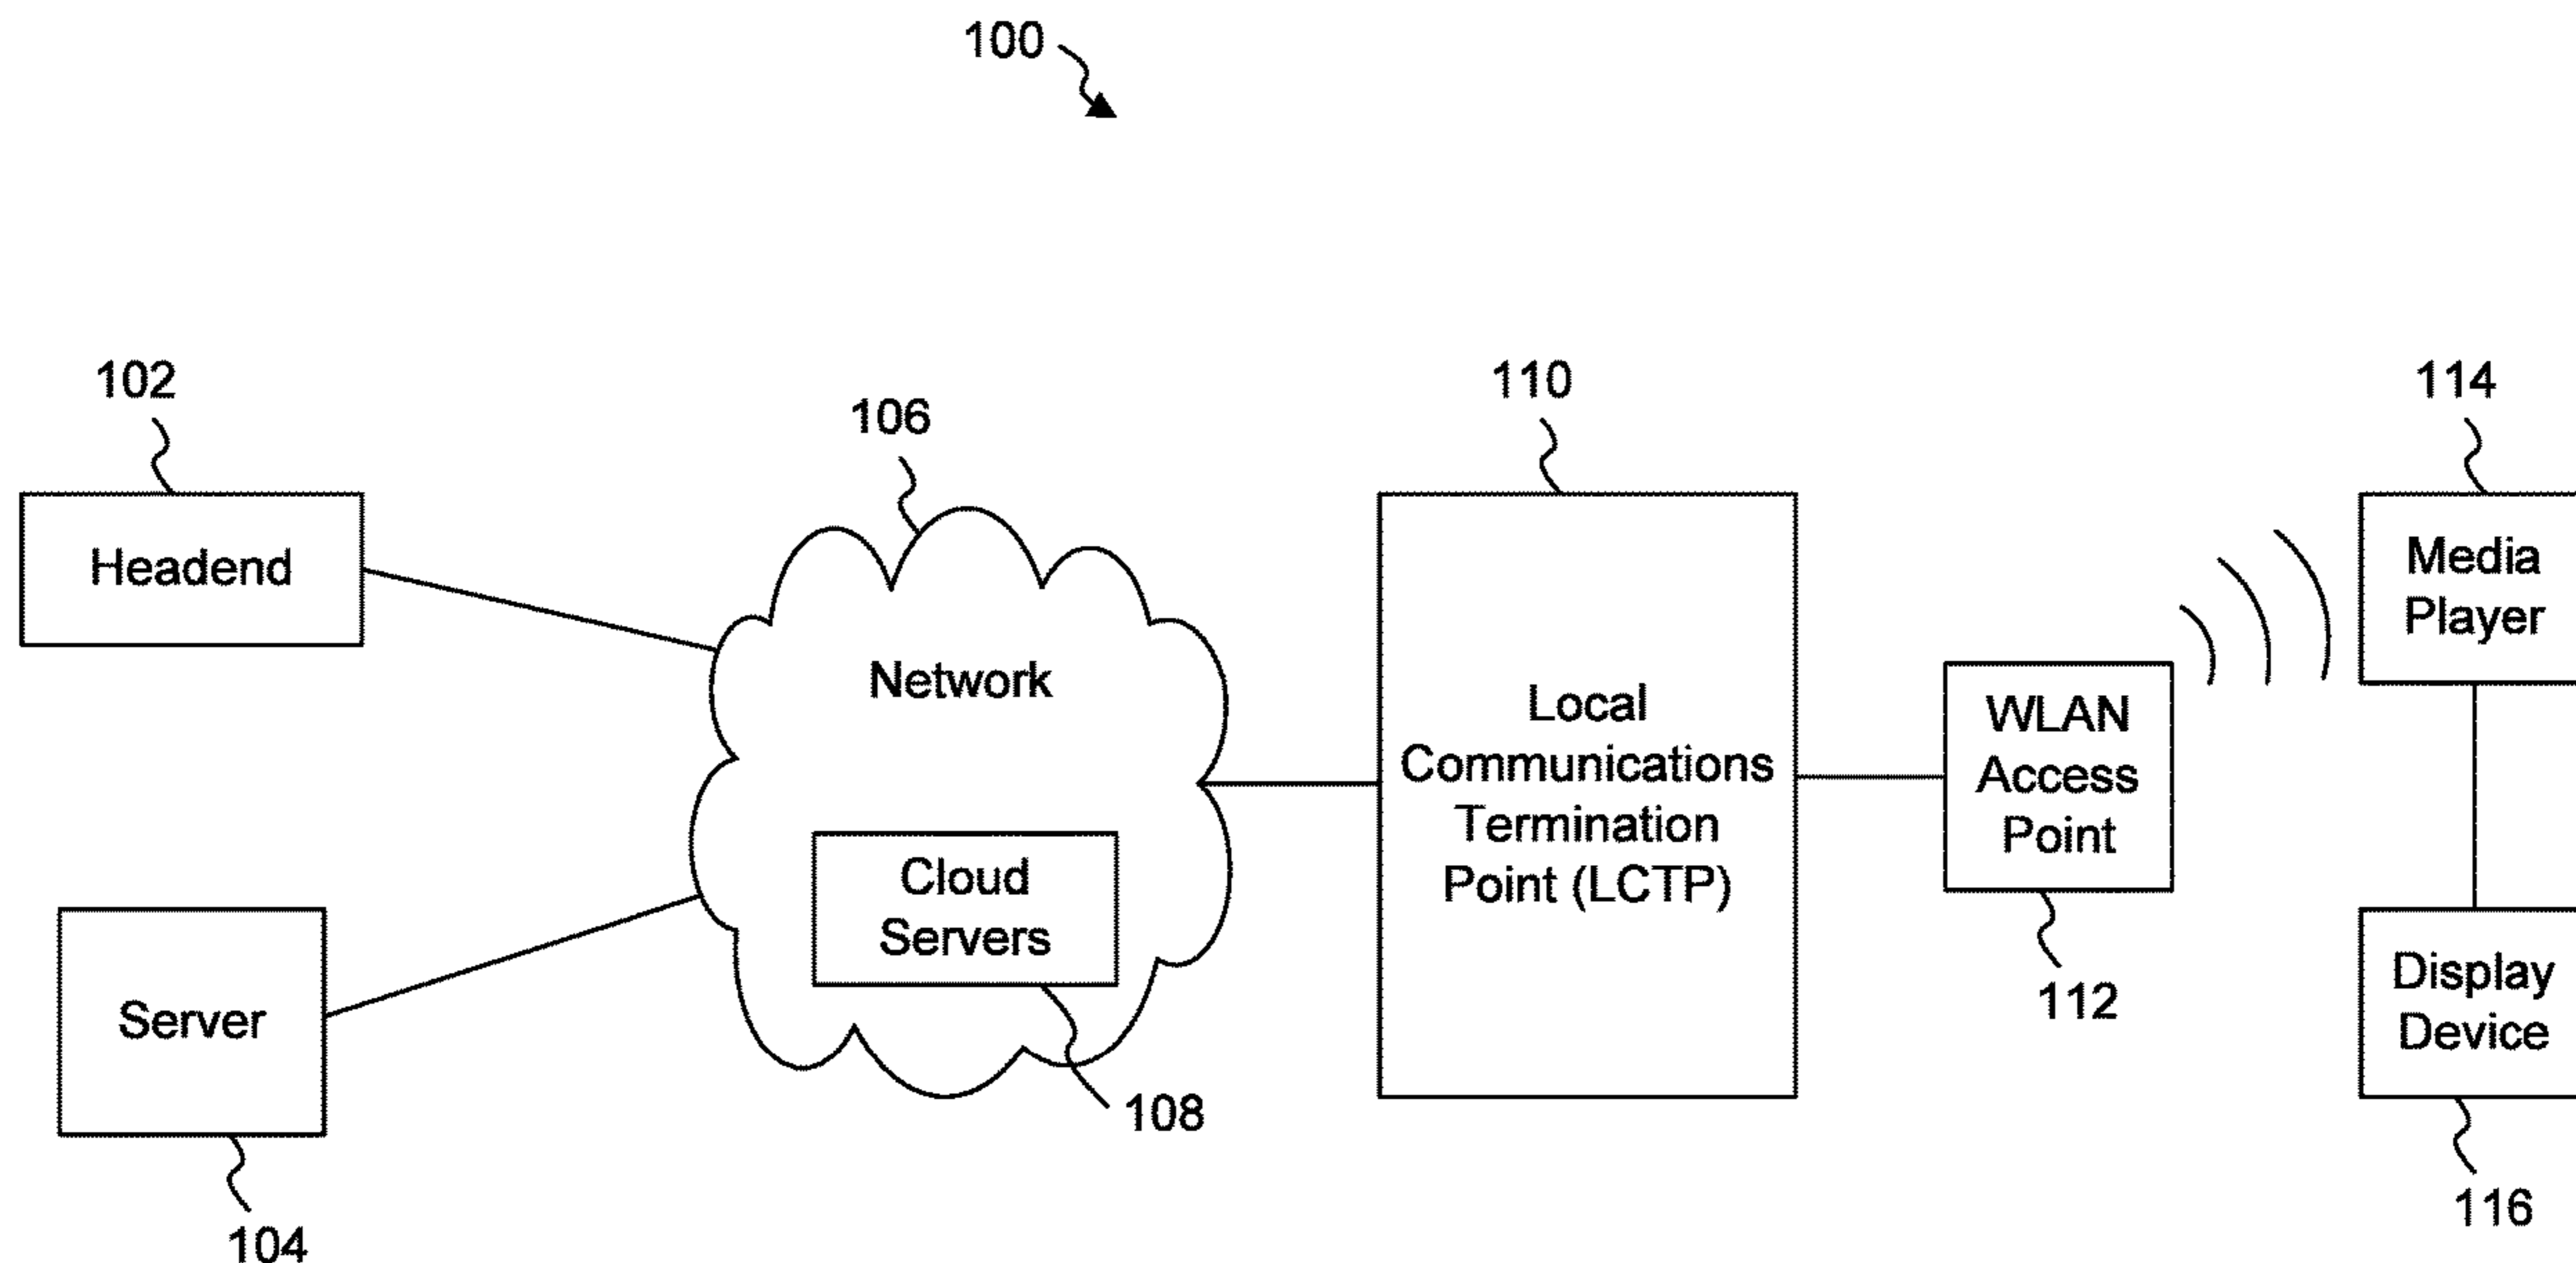 100
102
106
110
114
Headend
Media
Player
Network
Local
Communications
Termination
Point (LCTP)
WLAN
Access
Point
Cloud
Servers
Server
Display
Device
112
108
104
116